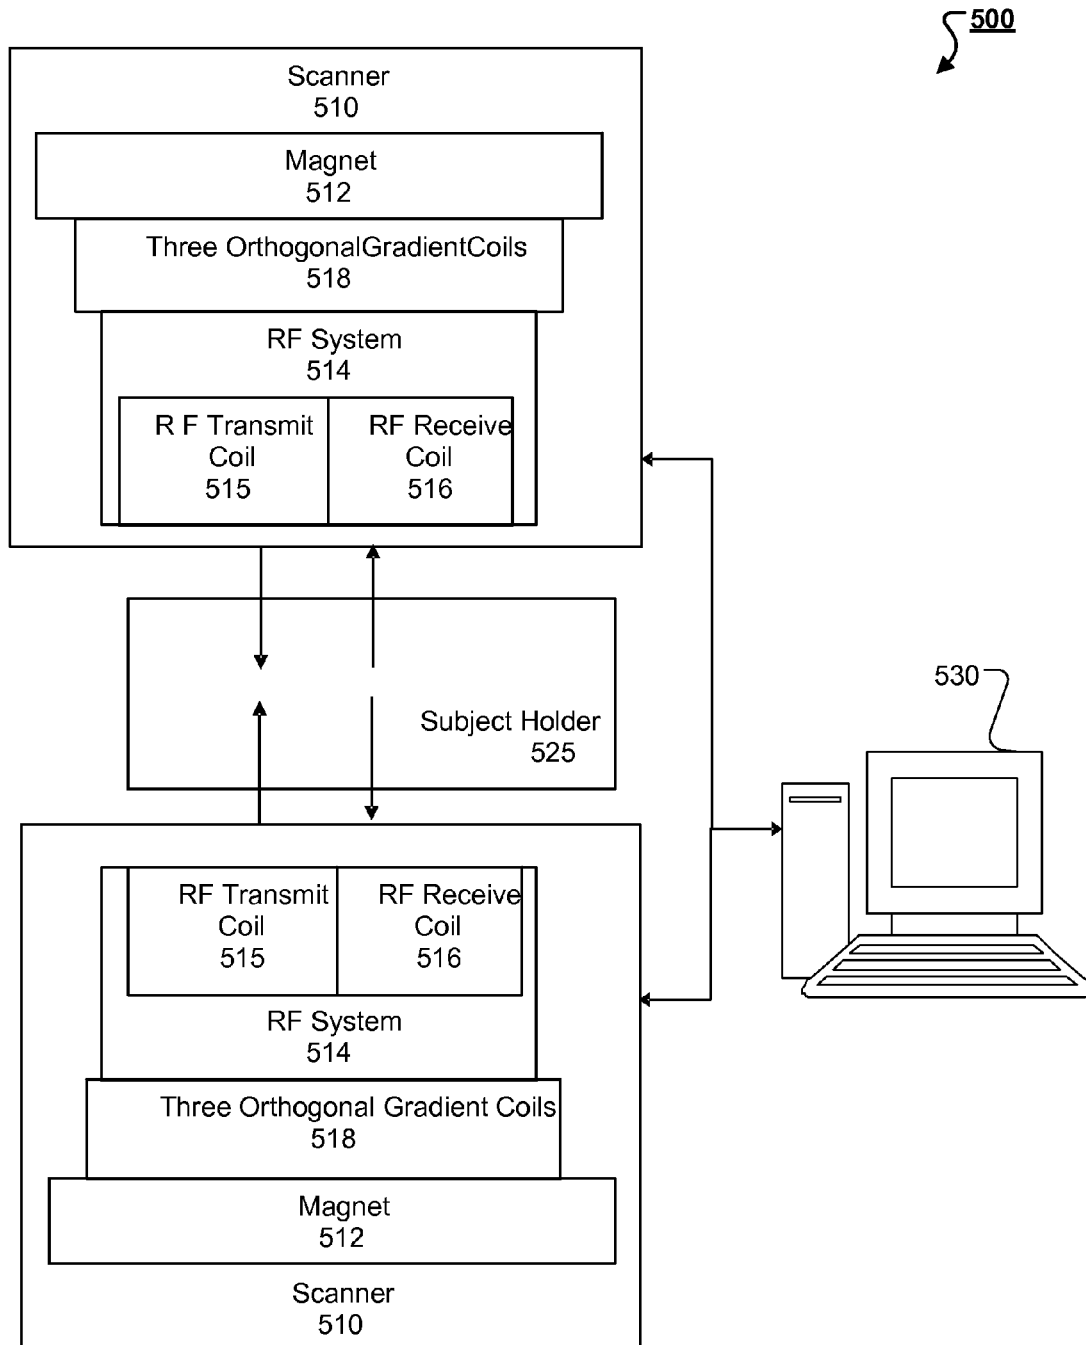 500
Scanner
510
Magnet
512
Three OrthogonalGradientCoils
518
RF System
514
R F Transmit
Coil
515
RF Receive
Coil
516
Subject Holder
525
530
RF Transmit
Coil
515
RF Receive
Coil
516
RF System
514
Three Orthogonal Gradient Coils
518
Magnet
512
Scanner
510